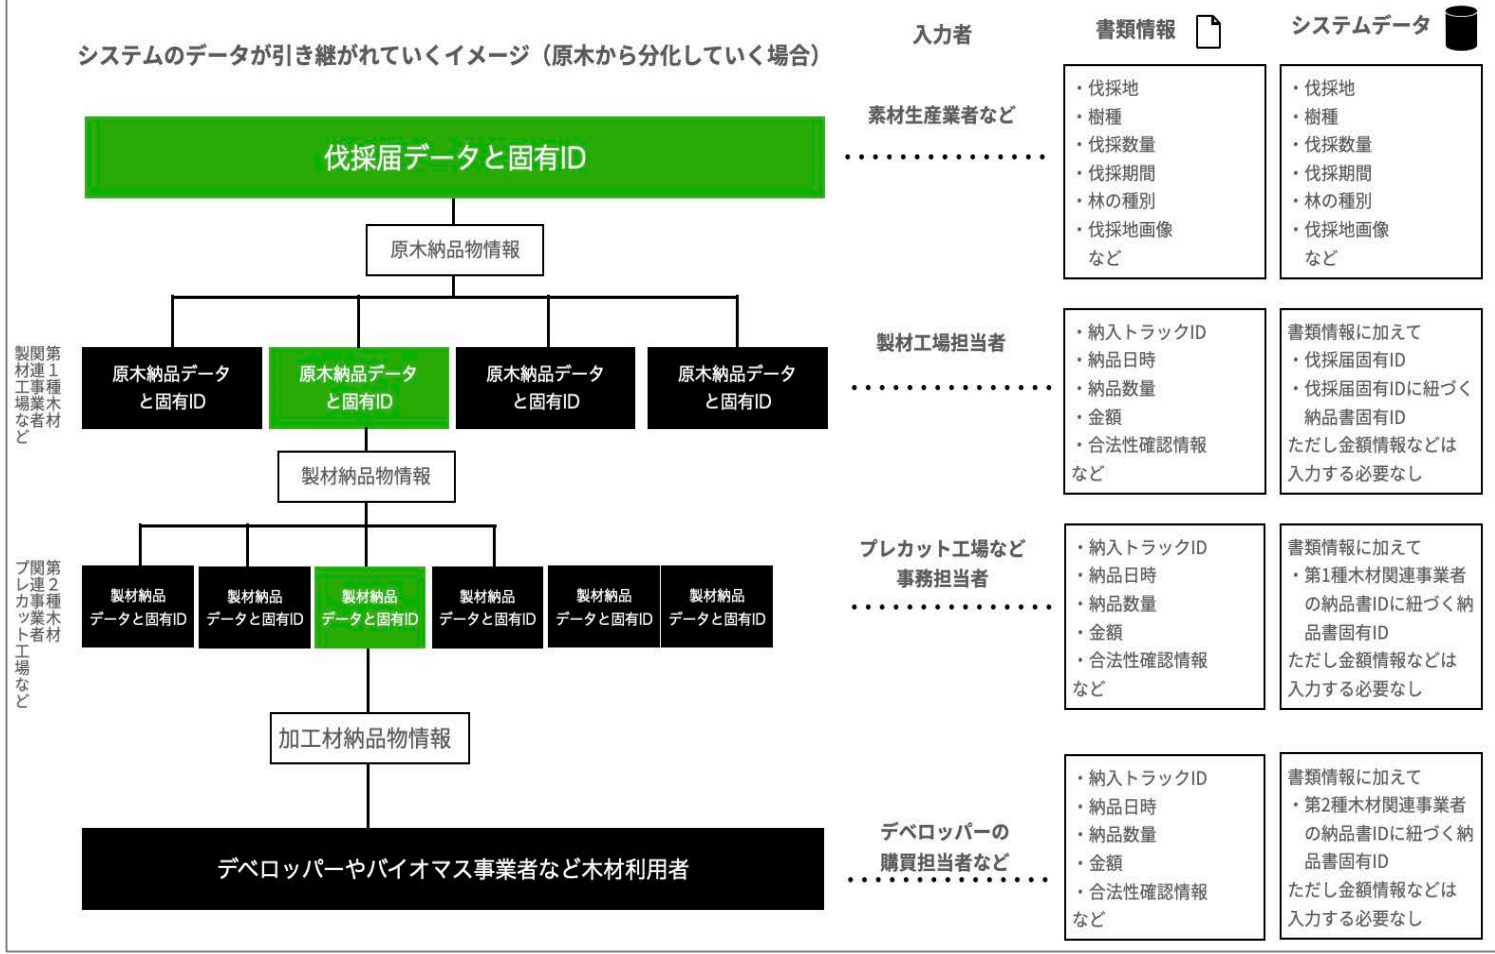 システムのデータが引き継がれていくイメージ（原木から分化していく場合）
入力者
書類情報
システムデータ
伐採届データと固有ID
素材生産業者など
・伐採地
・樹種
・伐採数量
・伐採期間
・林の種別
・伐採地画像
など
・伐採地
・樹種
・伐採数量
・伐採期間
・林の種別
・伐採地画像
など
原木納品物情報
第1種木材
関連事業者
製材工場など
原木納品データ
と固有ID
原木納品データ
と固有ID
原木納品データ
と固有ID
原木納品データ
と固有ID
製材工場担当者
・納入トラックID
・納品日時
・納品数量
・金額
・合法性確認情報
など
書類情報に加えて
・伐採届固有ID
・伐採届固有IDに紐づく
納品書固有ID
ただし金額情報などは
入力する必要なし
製材納品物情報
第2種木材
関連事業者
プレカット工場など
製材納品
データと固有ID
製材納品
データと固有ID
製材納品
データと固有ID
製材納品
データと固有ID
製材納品
データと固有ID
製材納品
データと固有ID
プレカット工場など
事務担当者
・納入トラックID
・納品日時
・納品数量
・金額
・合法性確認情報
など
書類情報に加えて
・第1種木材関連事業者
の納品書IDに紐づく納
品書固有ID
ただし金額情報などは
入力する必要なし
加工材納品物情報
デベロッパーやバイオマス事業者など木材利用者
デベロッパーの
購買担当者など
・納入トラックID
・納品日時
・納品数量
・金額
・合法性確認情報
など
書類情報に加えて
・第2種木材関連事業者
の納品書IDに紐づく納
品書固有ID
ただし金額情報などは
入力する必要なし